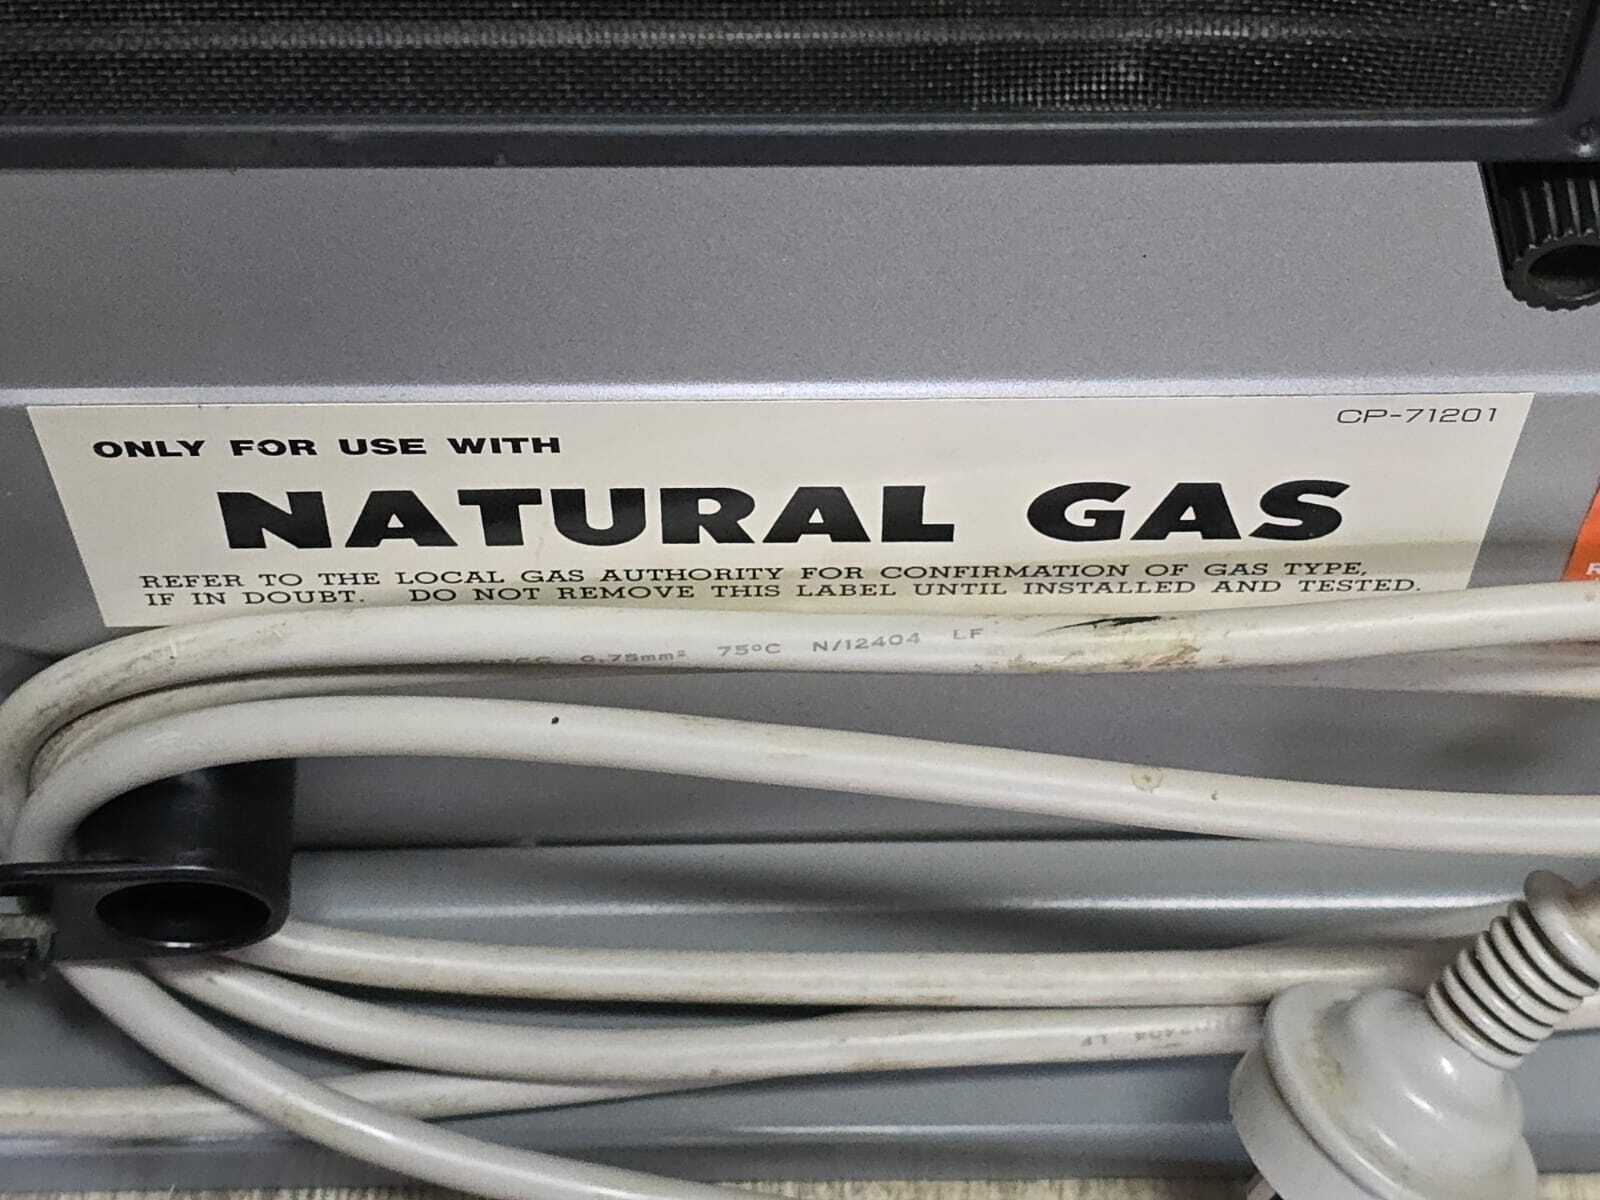 CP-71201
ONLY FOR USE WITH
NATURAL GAS
REFER TO THE LOCAL GAS AUTHORITY FOR CONFIRMATION OF GAS TYPE,
IF IN DOUBT. DO NOT REMOVE THIS LABEL UNTIL INSTALLED AND TESTED.
0.75mm² 75°C N/12404 LF
LF